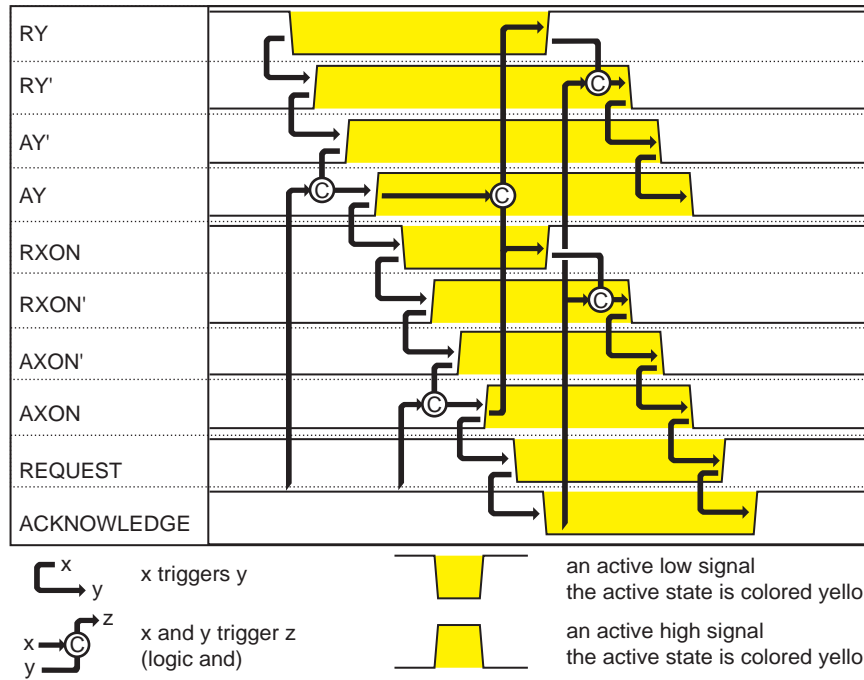 RY
RY'
AY'
AY
RXON
RXON'
AXON'
AXON
REQUEST
ACKNOWLEDGE
C
C
C
C
C
x
y
x triggers y
an active low signal
the active state is colored yello
x
y
C
z
x and y trigger z
(logic and)
an active high signal
the active state is colored yello